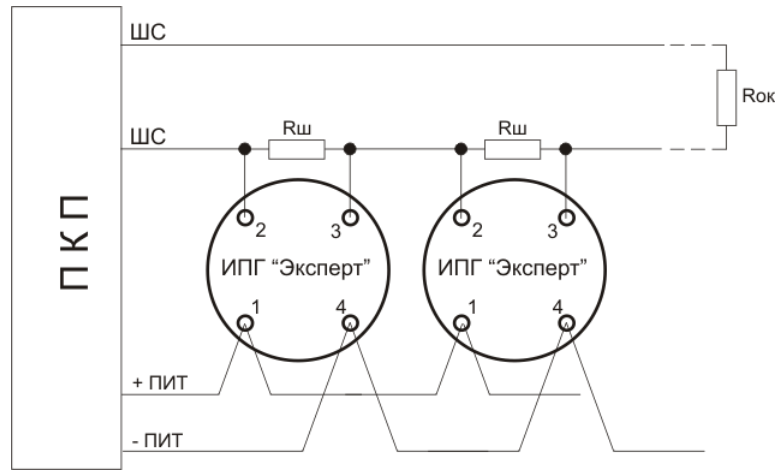 ШС
Rок
ШС
Rш
Rш
ПКП
2
3
2
3
ИПГ “Эксперт”
ИПГ “Эксперт”
1
4
1
4
+ ПИТ
- ПИТ